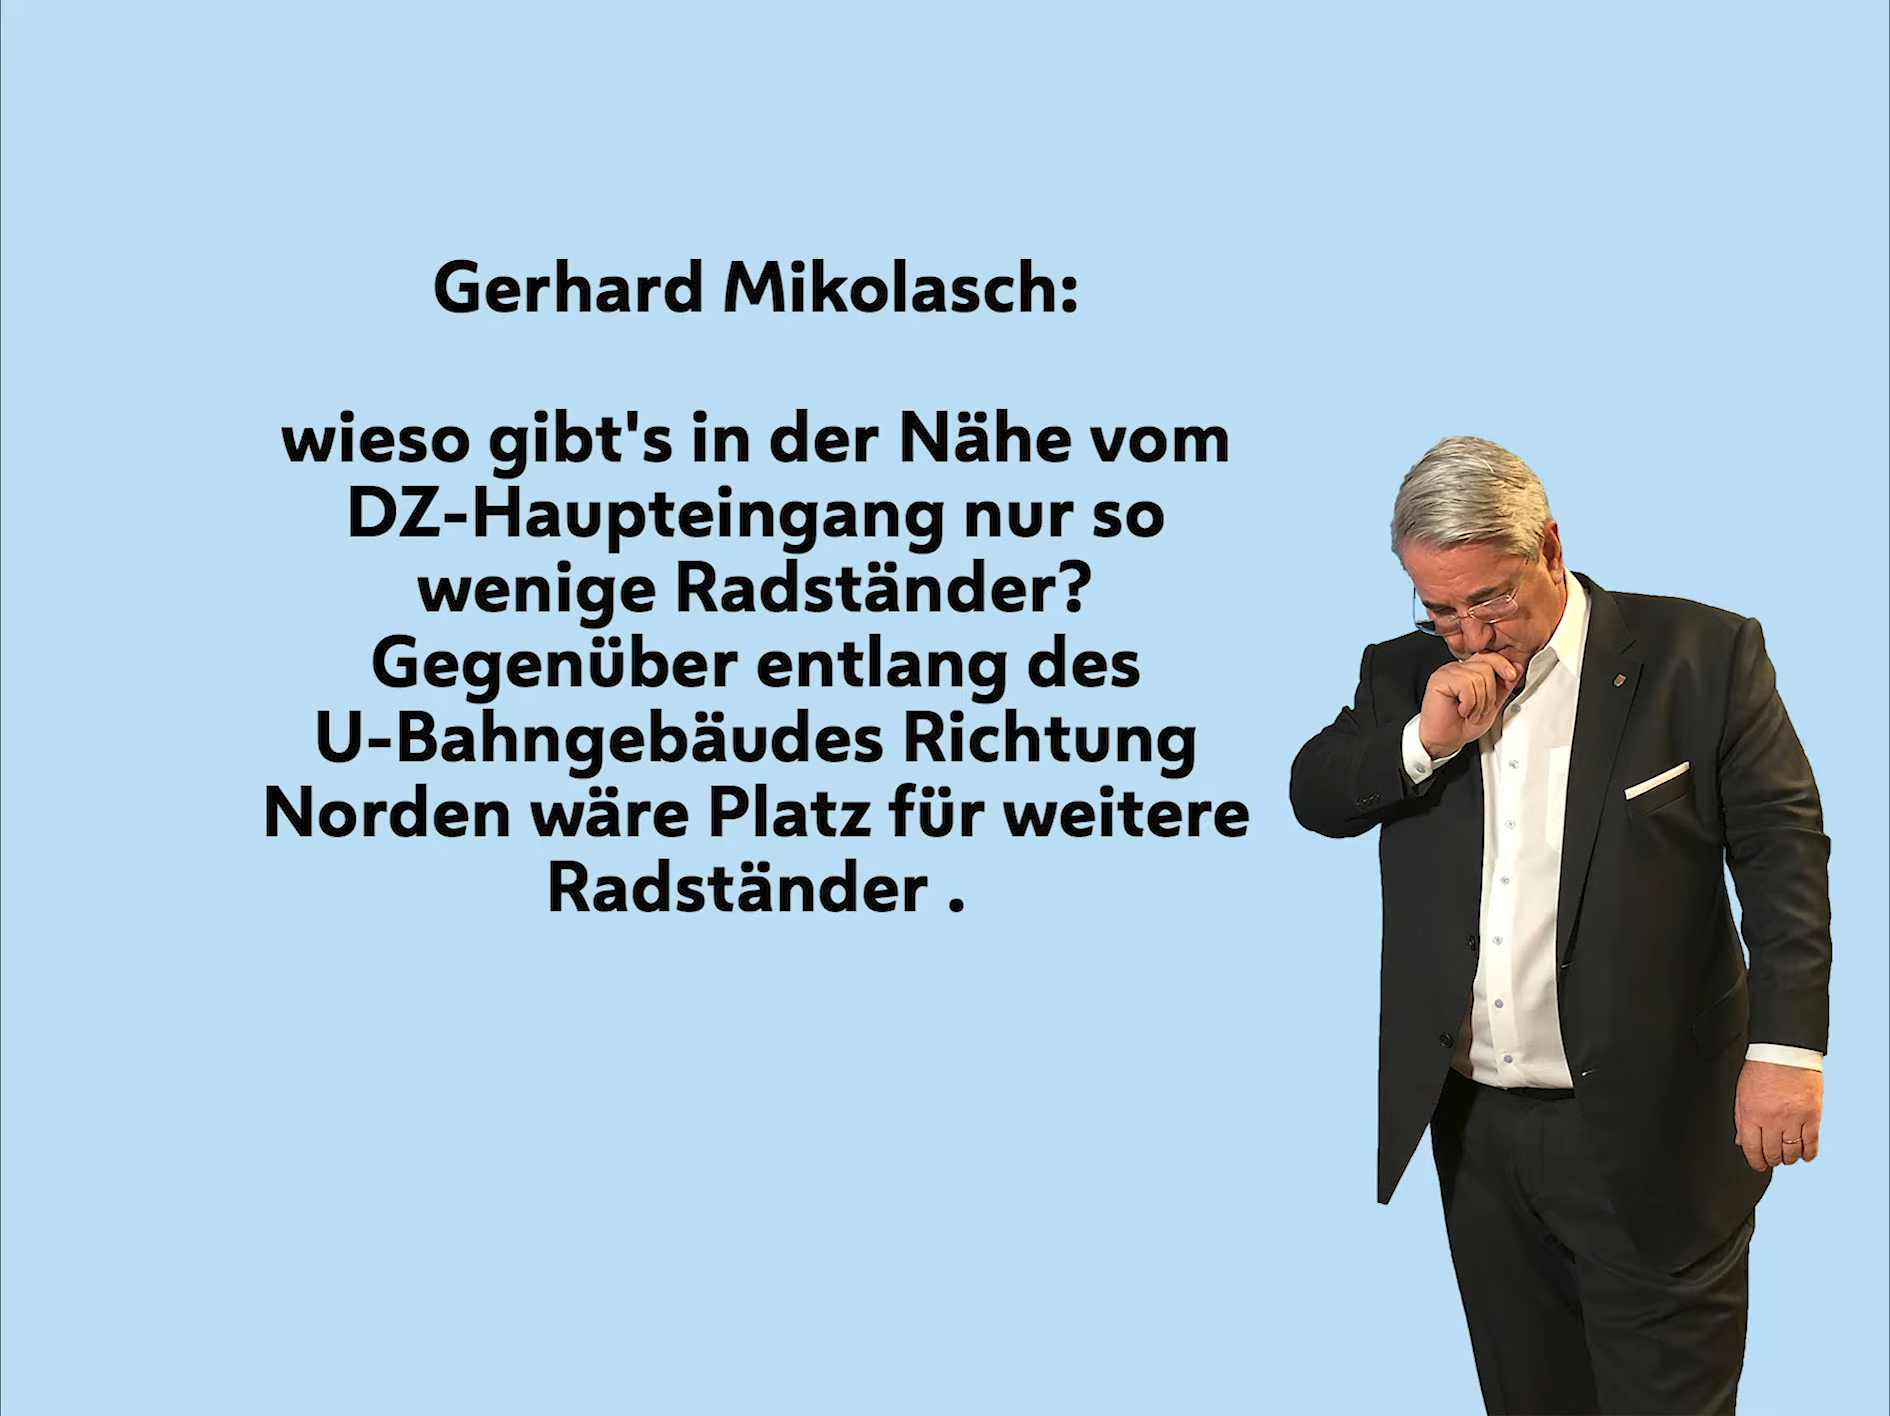 Gerhard Mikolasch:
wieso gibt's in der Nähe vom
DZ-Haupteingang nur so
wenige Radständer?
Gegenüber entlang des
U-Bahngebäudes Richtung
Norden wäre Platz für weitere
Radständer .